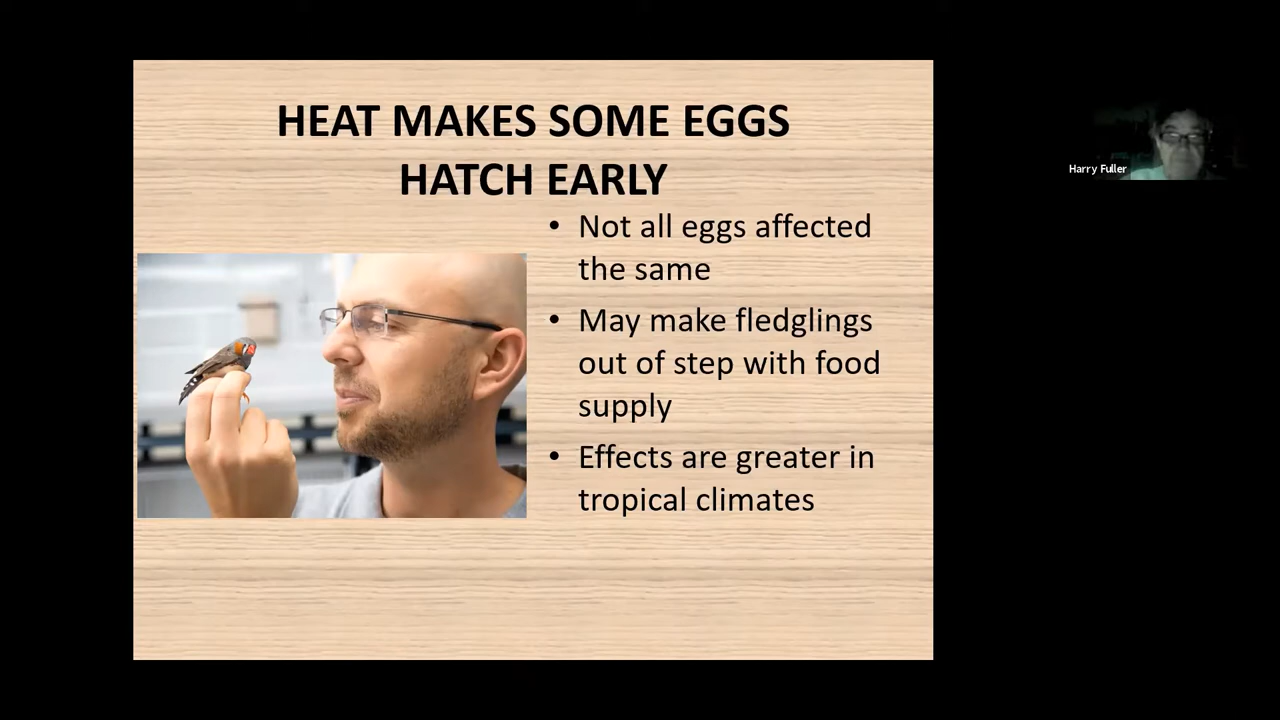 HEAT MAKES SOME EGGS
HATCH EARLY
• Not all eggs affected
the same
• May make fledglings
out of step with food
supply
• Effects are greater in
tropical climates
Harry Fuller